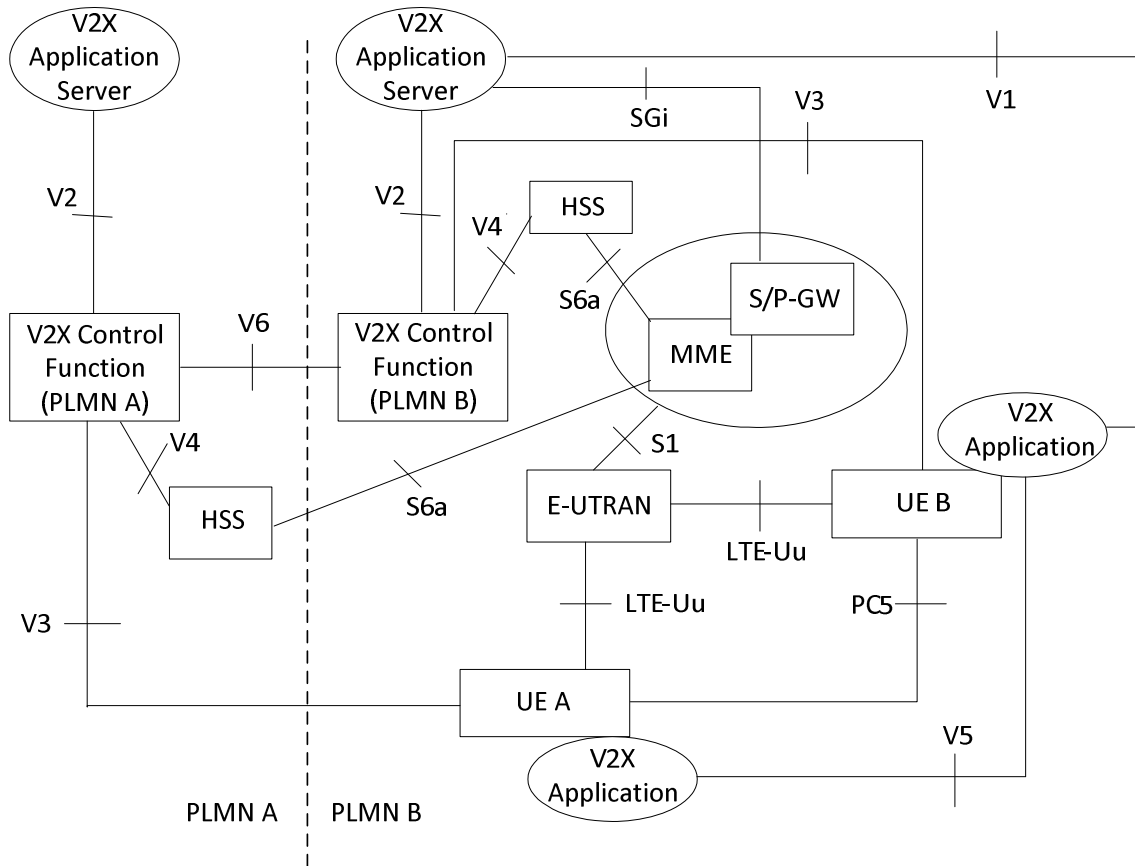 V2X
Application
Server
V2X
Application
Server
V1
SGi
V3
V2
V2
V4
HSS
S6a
S/P-GW
MME
V2X Control
Function
(PLMN A)
V6
V2X Control
Function
(PLMN B)
V2X
Application
V4
S1
HSS
S6a
E-UTRAN
UE B
LTE-Uu
V3
LTE-Uu
PC5
UE A
V5
V2X
Application
PLMN A
PLMN B